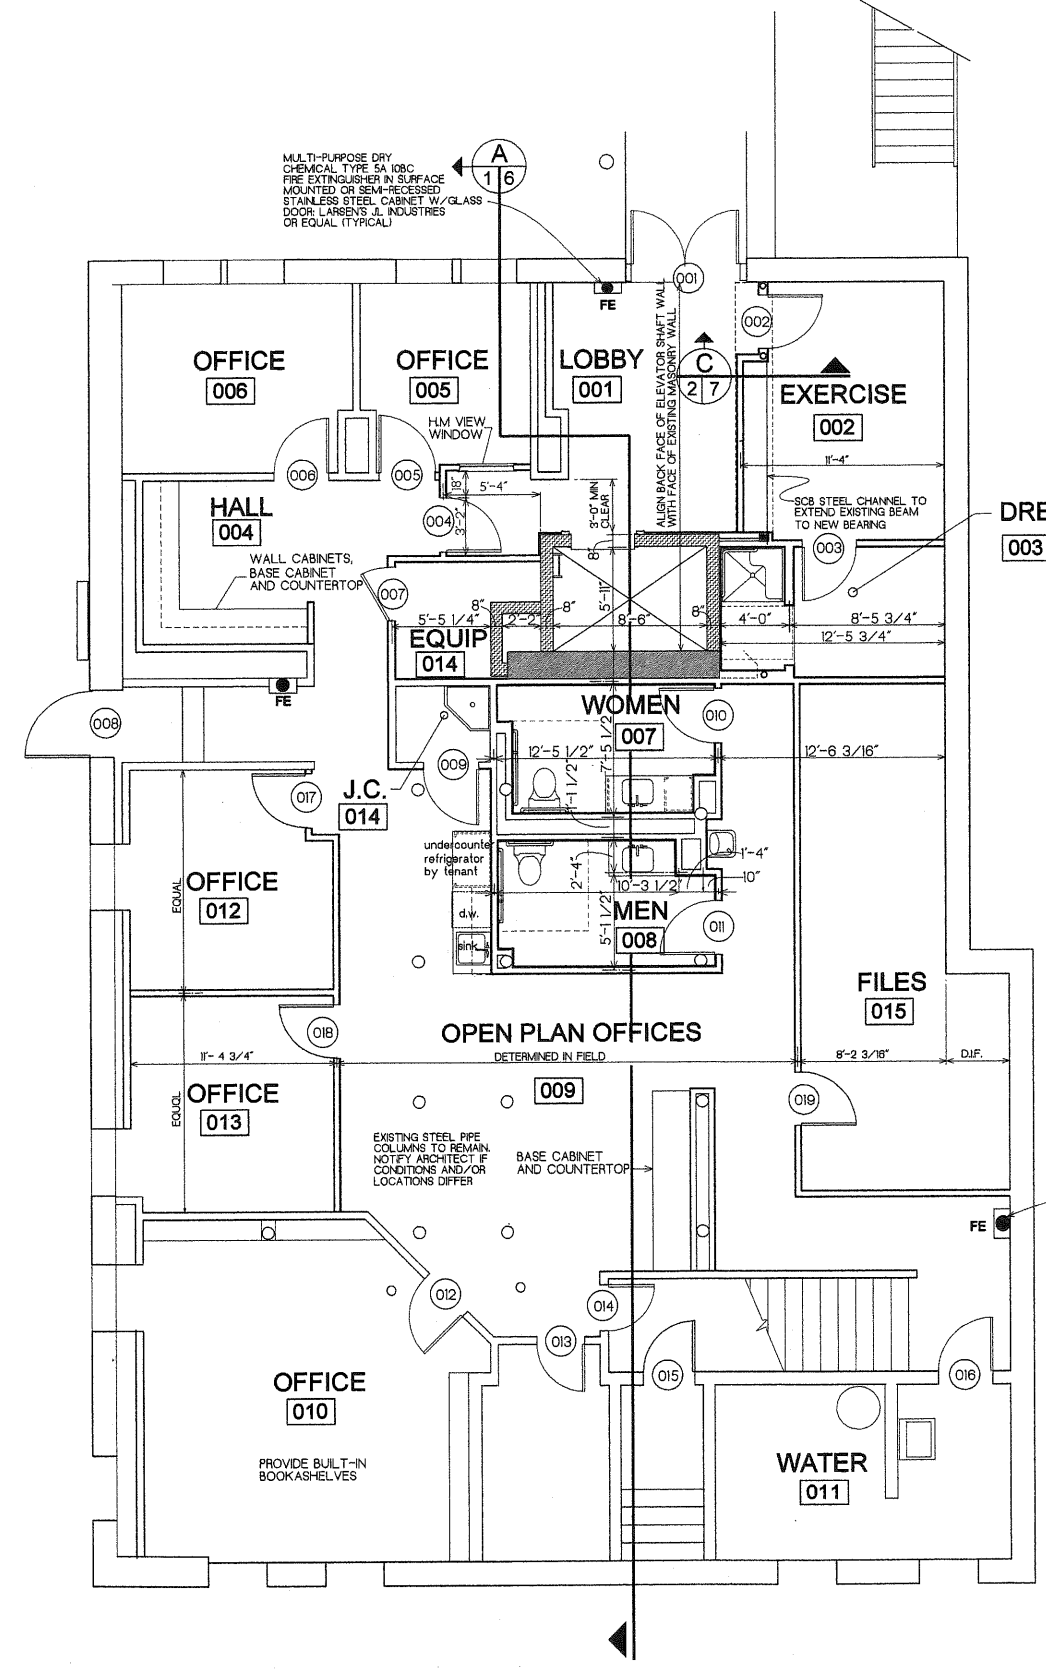 MULTI-PURPOSE DRY
CHEMICAL TYPE 5A 10BC
FIRE EXTINGUISHER IN SURFACE
MOUNTED OR SEMI-RECESSED
STAINLESS STEEL CABINET W/GLASS
DOOR: LARSEN'S JL INDUSTRIES
OR EQUAL (TYPICAL)
A
1 6
001
FE
002
OFFICE
006
OFFICE
005
LOBBY
001
ALIGN BACK FACE OF ELEVATOR SHAFT WALL
WITH FACE OF EXISTING MASONRY WALL
C
2 7
EXERCISE
002
11'-4"
H.M VIEW
WINDOW
006
005
18"
5'-4"
3'-0" MIN
CLEAR
SCB STEEL CHANNEL TO
EXTEND EXISTING BEAM
TO NEW BEARING
DRE
003
HALL
004
004
3'-2"
003
WALL CABINETS,
BASE CABINET
AND COUNTERTOP
8"
007
5'-11"
8"
8"
8"
5'-5 1/4"
2'-2"
8'-6"
4'-0"
8'-5 3/4"
12'-5 3/4"
EQUIP
014
FE
008
WOMEN
007
010
009
12'-5 1/2"
7'-5 1/2"
12'-6 3/16"
017
J.C.
014
1'-1 1/2"
undercounter
refrigerator
by tenant
1'-4"
2'-4"
10'-3 1/2"
10"
OFFICE
012
EQUAL
d.w.
MEN
008
011
5'-1 1/2"
sink
FILES
015
018
OPEN PLAN OFFICES
11'- 4 3/4"
DETERMINED IN FIELD
8'-2 3/16"
D.I.F.
009
OFFICE
013
EQUQL
019
EXISTING STEEL PIPE
COLUMNS TO REMAIN.
NOTIFY ARCHITECT IF
CONDITIONS AND/OR
LOCATIONS DIFFER
BASE CABINET
AND COUNTERTOP
FE
012
014
013
015
016
OFFICE
010
PROVIDE BUILT-IN
BOOKASHELVES
WATER
011